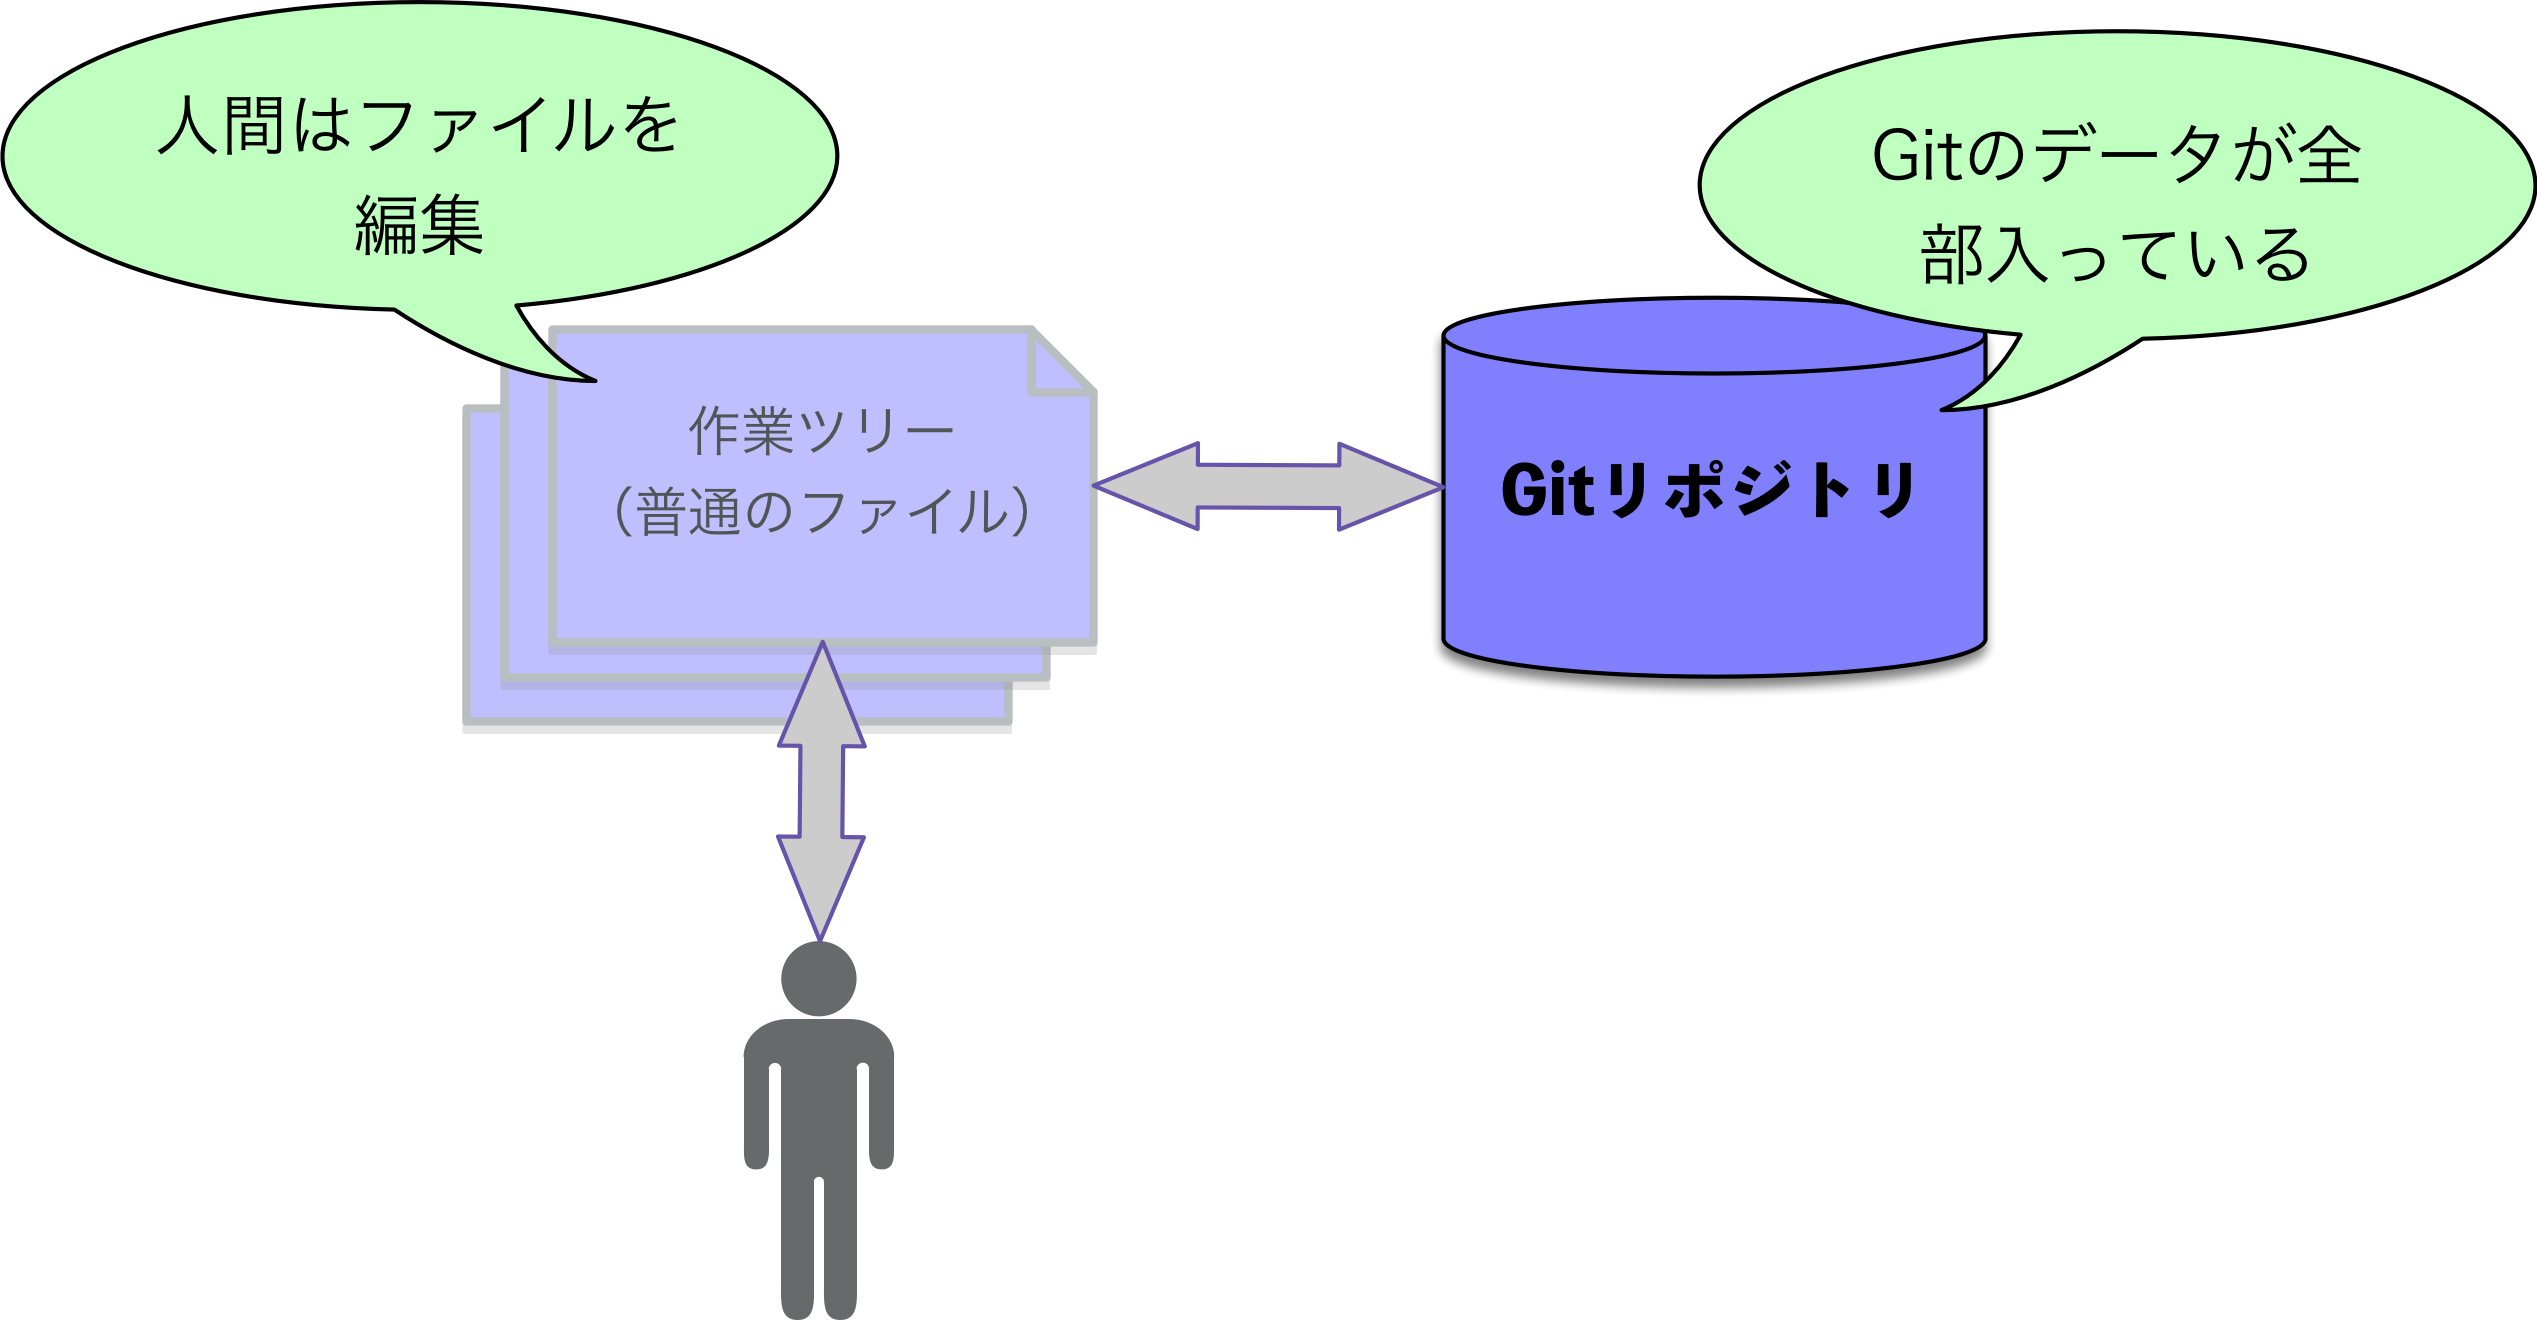 人間はファイルを
編集
Gitのデータが全
部入っている
作業ツリー
（普通のファイル）
Gitリポジトリ